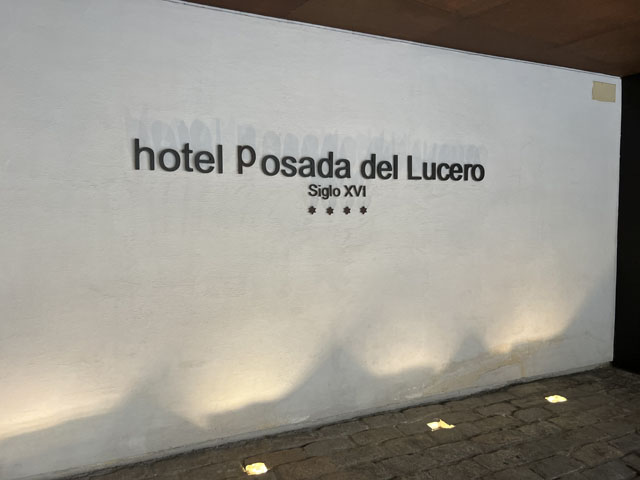 hotel Posada del Lucero
Siglo XVI
* * * *